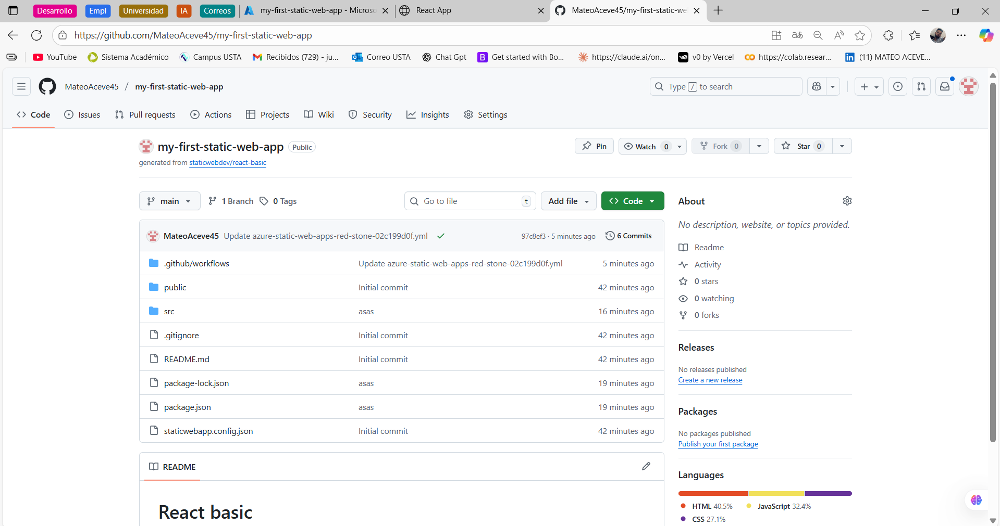 Desarrollo Empl Universidad IA Correos my-first-static-web-app - Micros React App MateoAceve45/my-first-static-we
https://github.com/MateoAceve45/my-first-static-web-app
YouTube Sistema Académico Campus USTA Recibidos (729) - ju... Correo USTA Chat Gpt Get started with Bo... https://claude.ai/on... v0 by Vercel https://colab.resear... (11) MATEO ACEVE...
MateoAceve45 / my-first-static-web-app Type / to search
Code Issues Pull requests Actions Projects Wiki Security Insights Settings
my-first-static-web-app Public Pin Watch 0 Fork 0 Star 0
generated from staticwebdev/react-basic
main 1 Branch 0 Tags Go to file t Add file Code
MateoAceve45 Update azure-static-web-apps-red-stone-02c199d0f.yml 97c8ef3 · 5 minutes ago 6 Commits
.github/workflows Update azure-static-web-apps-red-stone-02c199d0f.yml 5 minutes ago
public Initial commit 42 minutes ago
src asas 16 minutes ago
.gitignore Initial commit 42 minutes ago
README.md Initial commit 42 minutes ago
package-lock.json asas 19 minutes ago
package.json asas 19 minutes ago
staticwebapp.config.json Initial commit 42 minutes ago
README
React basic
About
No description, website, or topics provided.
Readme
Activity
0 stars
0 watching
0 forks
Releases
No releases published
Create a new release
Packages
No packages published
Publish your first package
Languages
HTML 40.5% JavaScript 32.4%
CSS 27.1%